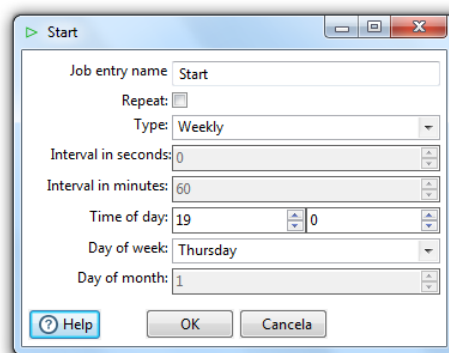 Start
Job entry name Start
Repeat:
Type: Weekly
Interval in seconds: 0
Interval in minutes: 60
Time of day: 19 0
Day of week: Thursday
Day of month: 1
Help OK Cancela